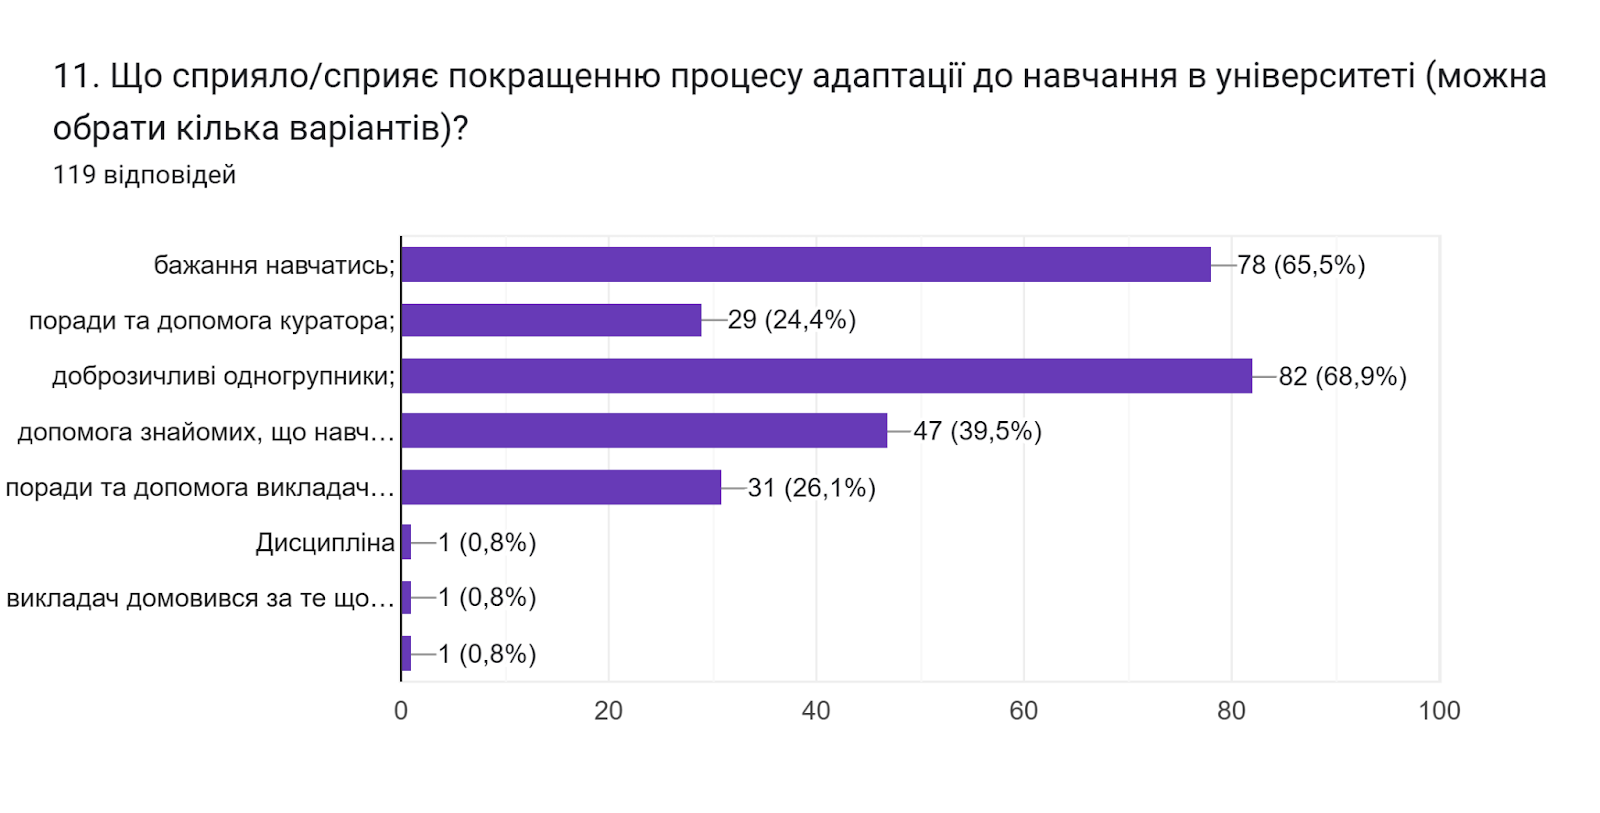 11. Що сприяло/сприяє покращенню процесу адаптації до навчання в університеті (можна
обрати кілька варіантів)?
119 відповідей
бажання навчатись; 78 (65,5%)
поради та допомога куратора; 29 (24,4%)
доброзичливі одногрупники; 82 (68,9%)
допомога знайомих, що навч… 47 (39,5%)
поради та допомога викладач… 31 (26,1%)
Дисципліна 1 (0,8%)
викладач домовився за те що… 1 (0,8%)
1 (0,8%)
0 20 40 60 80 100